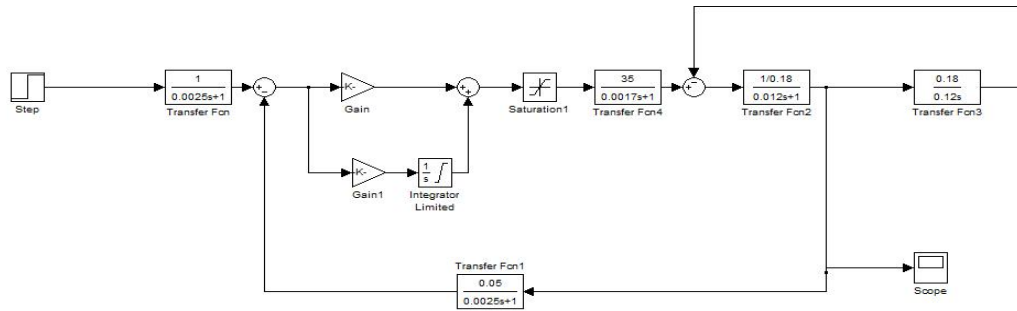 Step
1
0.0025s+1
Transfer Fcn
+
−
-K-
Gain
-K-
Gain1
1
s
Integrator
Limited
+
+
Saturation1
35
0.0017s+1
Transfer Fcn4
−
+
1/0.18
0.012s+1
Transfer Fcn2
0.18
0.12s
Transfer Fcn3
Transfer Fcn1
0.05
0.0025s+1
Scope